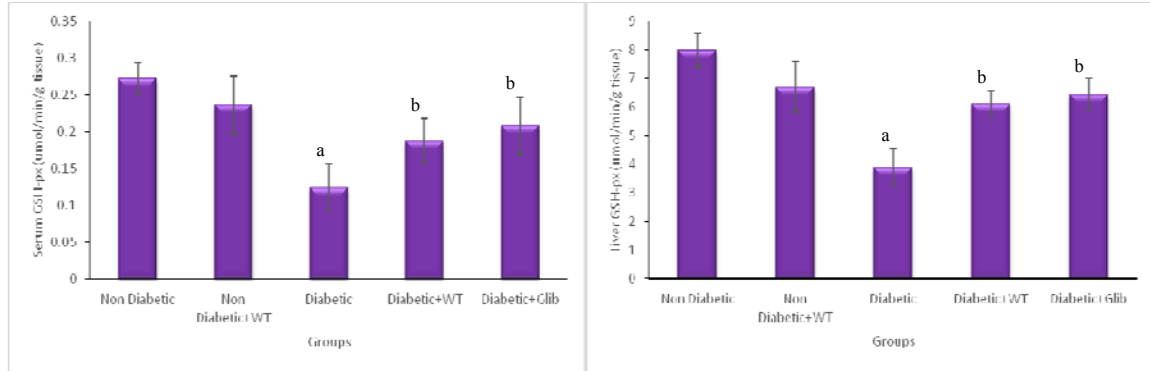 0.35
0.3
0.25
0.2
0.15
0.1
0.05
0
Serum GSH-px (umol/min/g tissue)
a
b
b
Non Diabetic
Non
Diabetic+WT
Diabetic
Diabetic+WT
Diabetic+Glib
Groups
9
8
7
6
5
4
3
2
1
0
Liver GSH-px (umol/min/g tissue)
a
b
b
Non Diabetic
Non
Diabetic+WT
Diabetic
Diabetic+WT
Diabetic+Glib
Groups